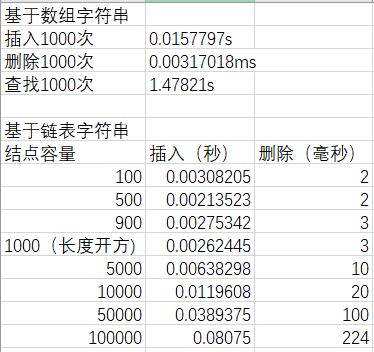 基于数组字符串
插入1000次 0.0157797s
删除1000次 0.00317018ms
查找1000次 1.47821s
基于链表字符串
结点容量 插入（秒） 删除（毫秒）
100 0.00308205 2
500 0.00213523 2
900 0.00275342 3
1000（长度开方） 0.00262445 3
5000 0.00638298 10
10000 0.0119608 20
50000 0.0389375 100
100000 0.08075 224